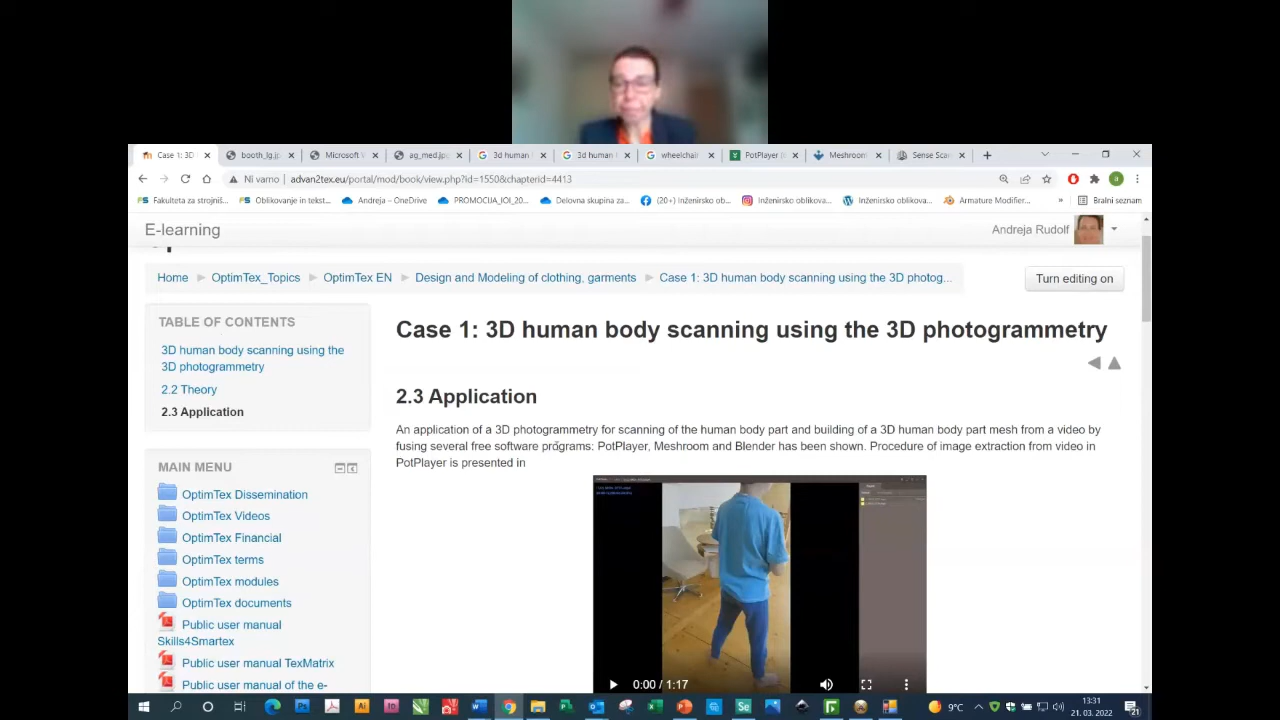 Case 1: 3D
booth_lg.jp
Microsoft
ag_med.jp
3d human
3d human
wheelchair
PotPlayer
Meshroom
Sense Sca
Ni varno
advan2tex.eu/portal/mod/book/view.php?id=1550&chapterid=4413
Fakulteta za strojniš...
Oblikovanje in tekst...
Andreja – OneDrive
PROMOCIJA_IOI_20...
Delovna skupina za...
(20+) Inženirsko ob...
Inženirsko oblikova...
Inženirsko oblikova...
Armature Modifier...
»
Bralni seznam
E-learning
Andreja Rudolf
Home
OptimTex_Topics
OptimTex EN
Design and Modeling of clothing, garments
Case 1: 3D human body scanning using the 3D photog...
Turn editing on
TABLE OF CONTENTS
3D human body scanning using the
3D photogrammetry
2.2 Theory
2.3 Application
Case 1: 3D human body scanning using the 3D photogrammetry
2.3 Application
An application of a 3D photogrammetry for scanning of the human body part and building of a 3D human body part mesh from a video by
fusing several free software programs: PotPlayer, Meshroom and Blender has been shown. Procedure of image extraction from video in
PotPlayer is presented in
MAIN MENU
OptimTex Dissemination
OptimTex Videos
OptimTex Financial
OptimTex terms
OptimTex modules
OptimTex documents
Public user manual
Skills4Smartex
Public user manual TexMatrix
Public user manual of the e-
0:00 / 1:17
9°C
13:31
21. 03. 2022
21